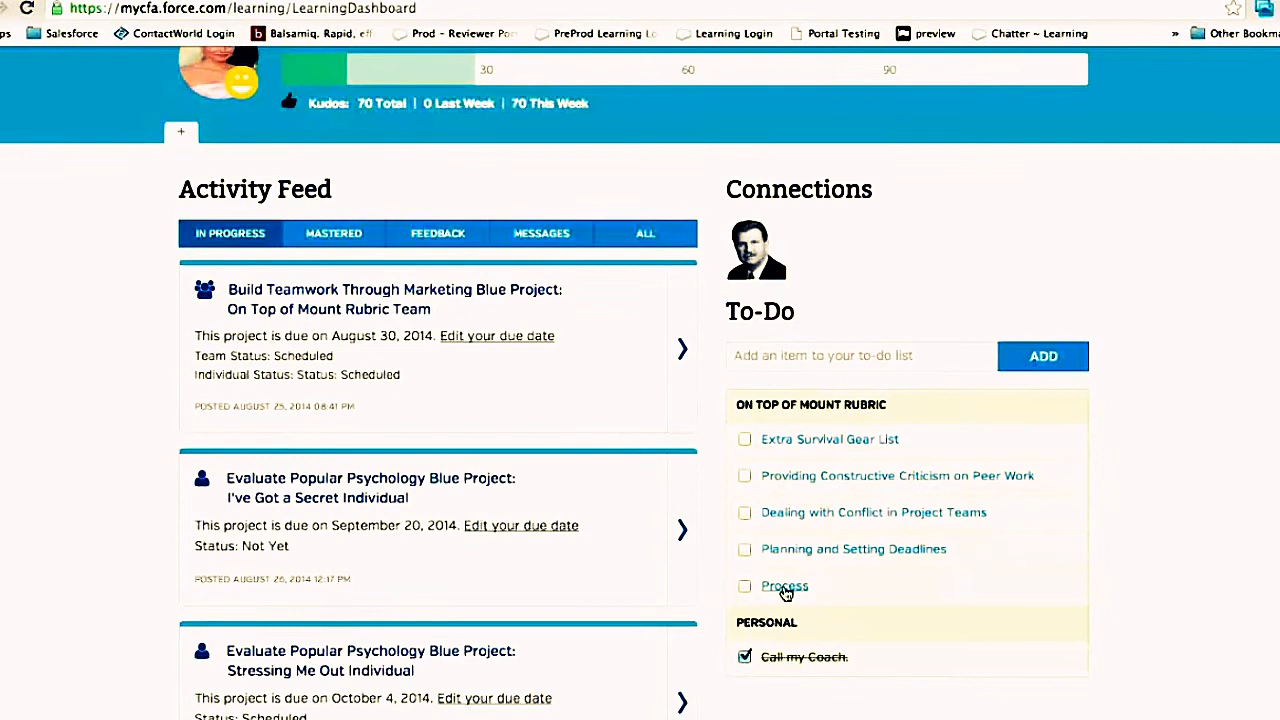 https://mycfa.force.com/learning/LearningDashboard
Salesforce ContactWorld Login Balsamiq. Rapid, ef Prod - Reviewer Por PreProd Learning Lo Learning Login Portal Testing preview Chatter ~ Learning » Other Bookma
30 60 90
Kudos: 70 Total | 0 Last Week | 70 This Week
+
Activity Feed
IN PROGRESS MASTERED FEEDBACK MESSAGES ALL
Build Teamwork Through Marketing Blue Project:
On Top of Mount Rubric Team
This project is due on August 30, 2014. Edit your due date
Team Status: Scheduled
Individual Status: Status: Scheduled
POSTED AUGUST 25, 2014 08:41 PM
Evaluate Popular Psychology Blue Project:
I've Got a Secret Individual
This project is due on September 20, 2014. Edit your due date
Status: Not Yet
POSTED AUGUST 26, 2014 12:17 PM
Evaluate Popular Psychology Blue Project:
Stressing Me Out Individual
This project is due on October 4, 2014. Edit your due date
Status: Scheduled
Connections
To-Do
Add an item to your to-do list
ADD
ON TOP OF MOUNT RUBRIC
Extra Survival Gear List
Providing Constructive Criticism on Peer Work
Dealing with Conflict in Project Teams
Planning and Setting Deadlines
Process
PERSONAL
Call my Coach.